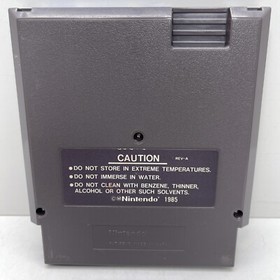 CAUTION REV-A
•DO NOT STORE IN EXTREME TEMPERATURES.
•DO NOT IMMERSE IN WATER.
•DO NOT CLEAN WITH BENZENE, THINNER,
ALCOHOL OR OTHER SUCH SOLVENTS.
©Nintendo 1985